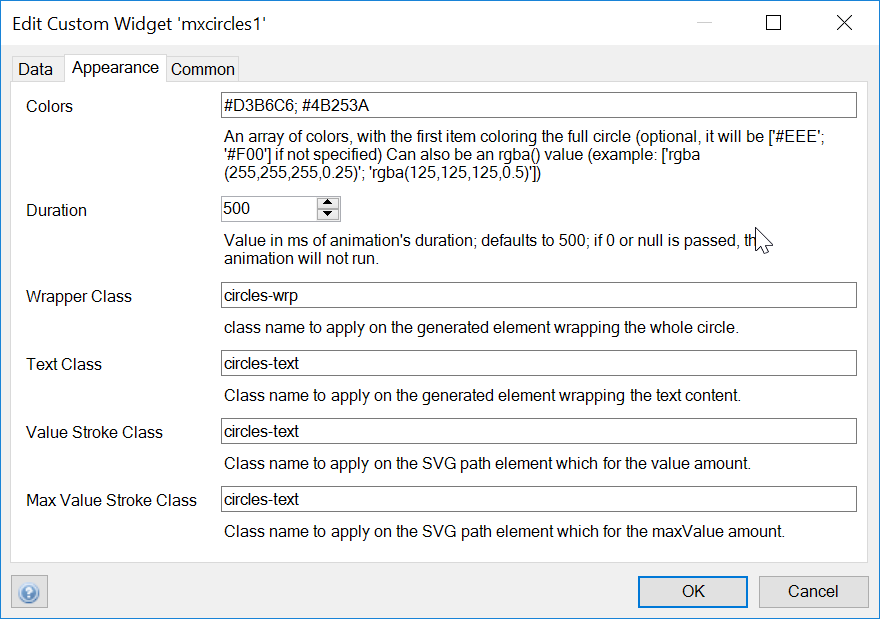 Edit Custom Widget 'mxcircles1'
Data Appearance Common
Colors #D3B6C6; #4B253A
An array of colors, with the first item coloring the full circle (optional, it will be ['#EEE';
'#F00'] if not specified) Can also be an rgba() value (example: ['rgba
(255,255,255,0.25)'; 'rgba(125,125,125,0.5)'])
Duration 500
Value in ms of animation's duration; defaults to 500; if 0 or null is passed,
animation will not run.
Wrapper Class circles-wrp
class name to apply on the generated element wrapping the whole circle.
Text Class circles-text
Class name to apply on the generated element wrapping the text content.
Value Stroke Class circles-text
Class name to apply on the SVG path element which for the value amount.
Max Value Stroke Class circles-text
Class name to apply on the SVG path element which for the maxValue amount.
?
OK Cancel